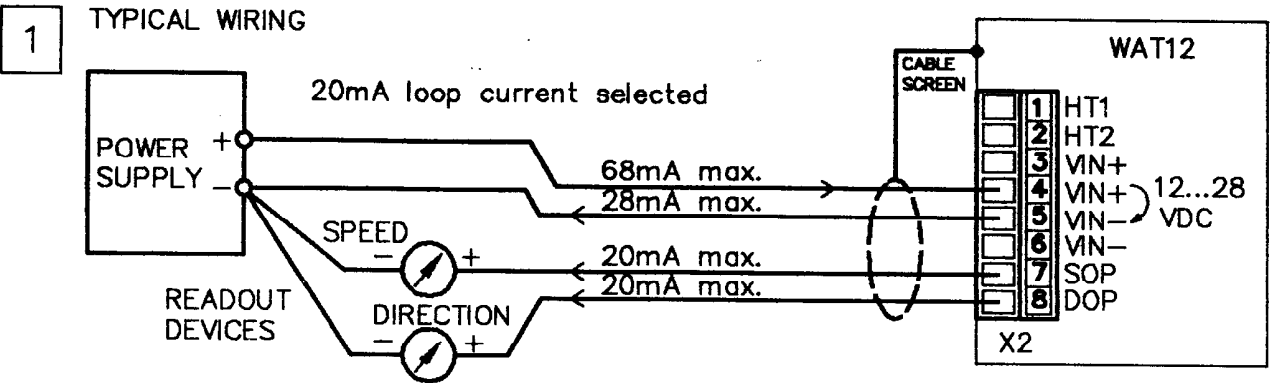 1
TYPICAL WIRING
20mA loop current selected
POWER
SUPPLY
+
−
68mA max.
28mA max.
SPEED
−
+
20mA max.
20mA max.
READOUT
DEVICES
DIRECTION
−
+
CABLE
SCREEN
WAT12
1 HT1
2 HT2
3 VIN+
4 VIN+
5 VIN−
6 VIN−
7 SOP
8 DOP
12...28
VDC
X2